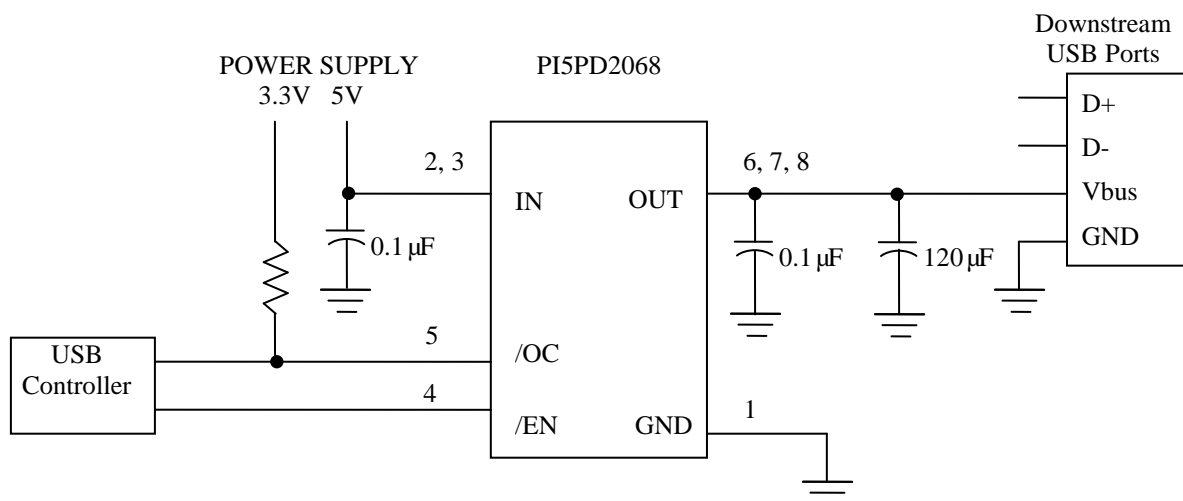 Downstream
USB Ports
POWER SUPPLY
3.3V 5V
PI5PD2068
D+
D-
Vbus
GND
2, 3
IN
OUT
6, 7, 8
0.1 µF
0.1 µF
120 µF
USB
Controller
5
/OC
4
/EN
GND
1